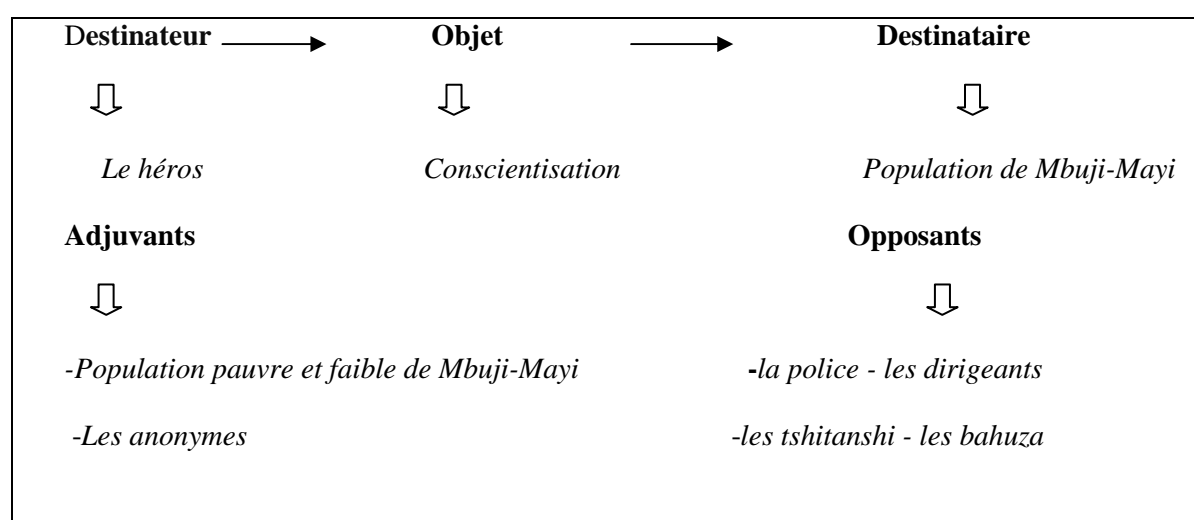 Destinateur Objet Destinataire
Le héros Conscientisation Population de Mbuji-Mayi
Adjuvants Opposants
-Population pauvre et faible de Mbuji-Mayi -la police - les dirigeants
-Les anonymes -les tshitanshi - les bahuza